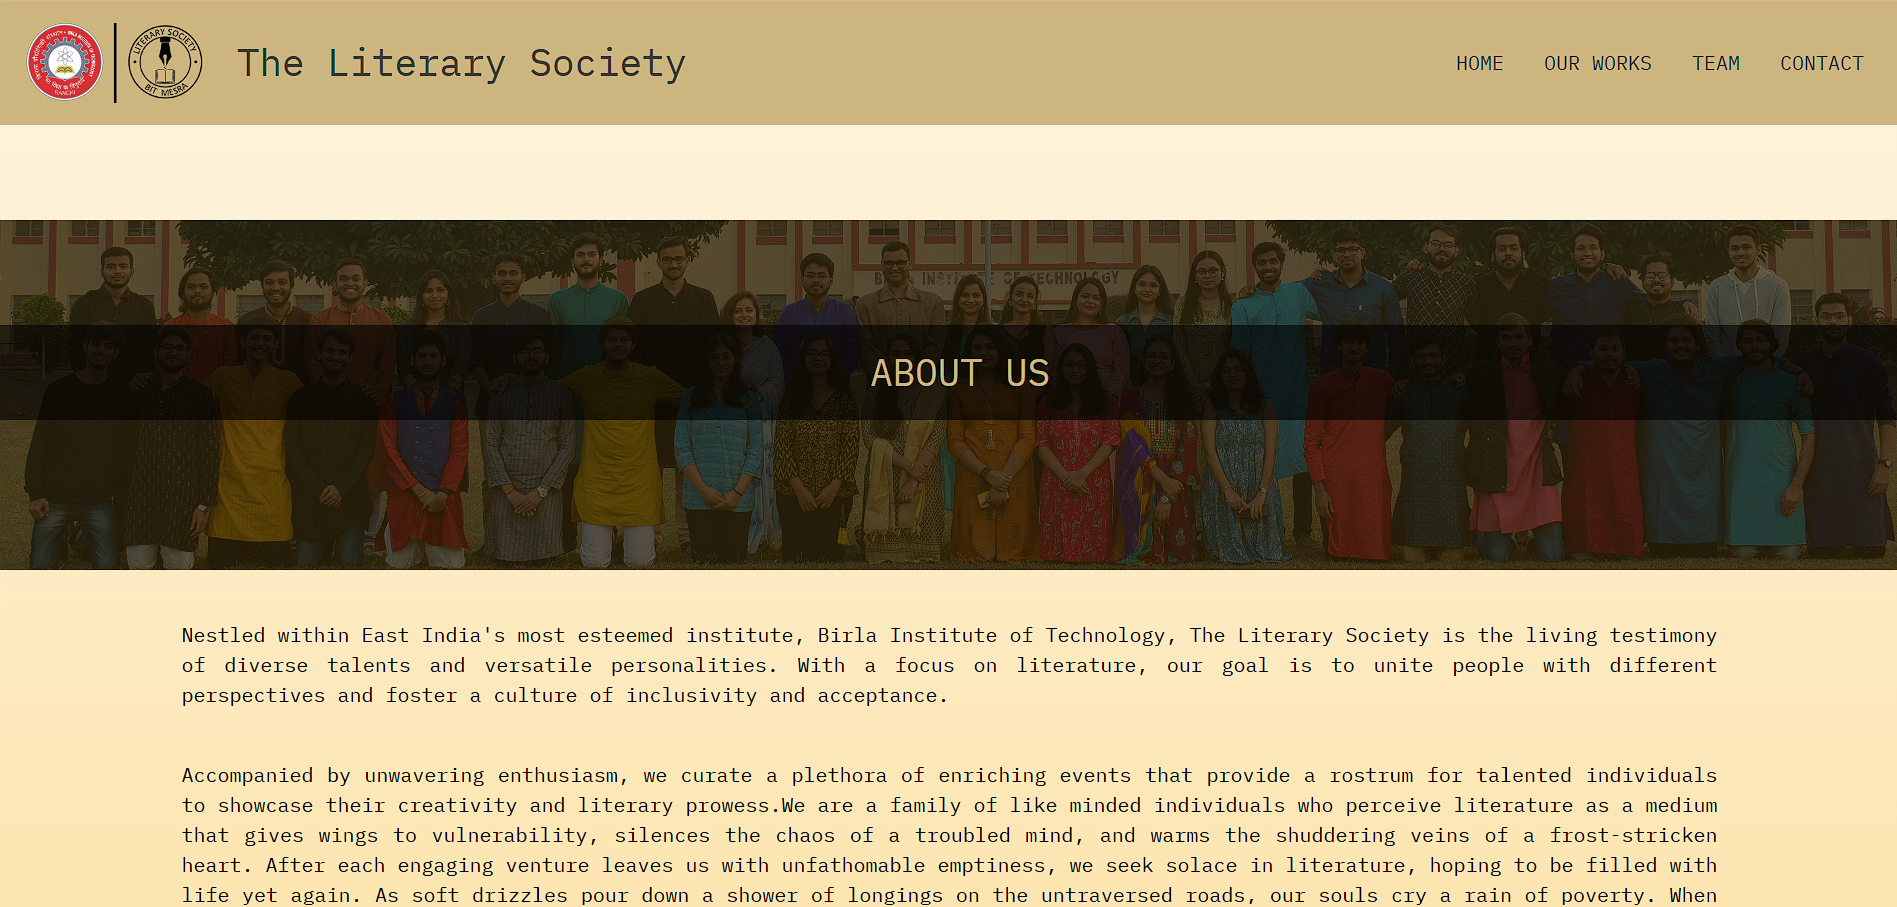 LITERARY SOCIETY
BIT MESRA
The Literary Society
HOME OUR WORKS TEAM CONTACT
INSTITUTE OF TECHNOLOGY
ABOUT US
Nestled within East India's most esteemed institute, Birla Institute of Technology, The Literary Society is the living testimony
of diverse talents and versatile personalities. With a focus on literature, our goal is to unite people with different
perspectives and foster a culture of inclusivity and acceptance.
Accompanied by unwavering enthusiasm, we curate a plethora of enriching events that provide a rostrum for talented individuals
to showcase their creativity and literary prowess.We are a family of like minded individuals who perceive literature as a medium
that gives wings to vulnerability, silences the chaos of a troubled mind, and warms the shuddering veins of a frost-stricken
heart. After each engaging venture leaves us with unfathomable emptiness, we seek solace in literature, hoping to be filled with
life yet again. As soft drizzles pour down a shower of longings on the untraversed roads, our souls cry a rain of poverty. When